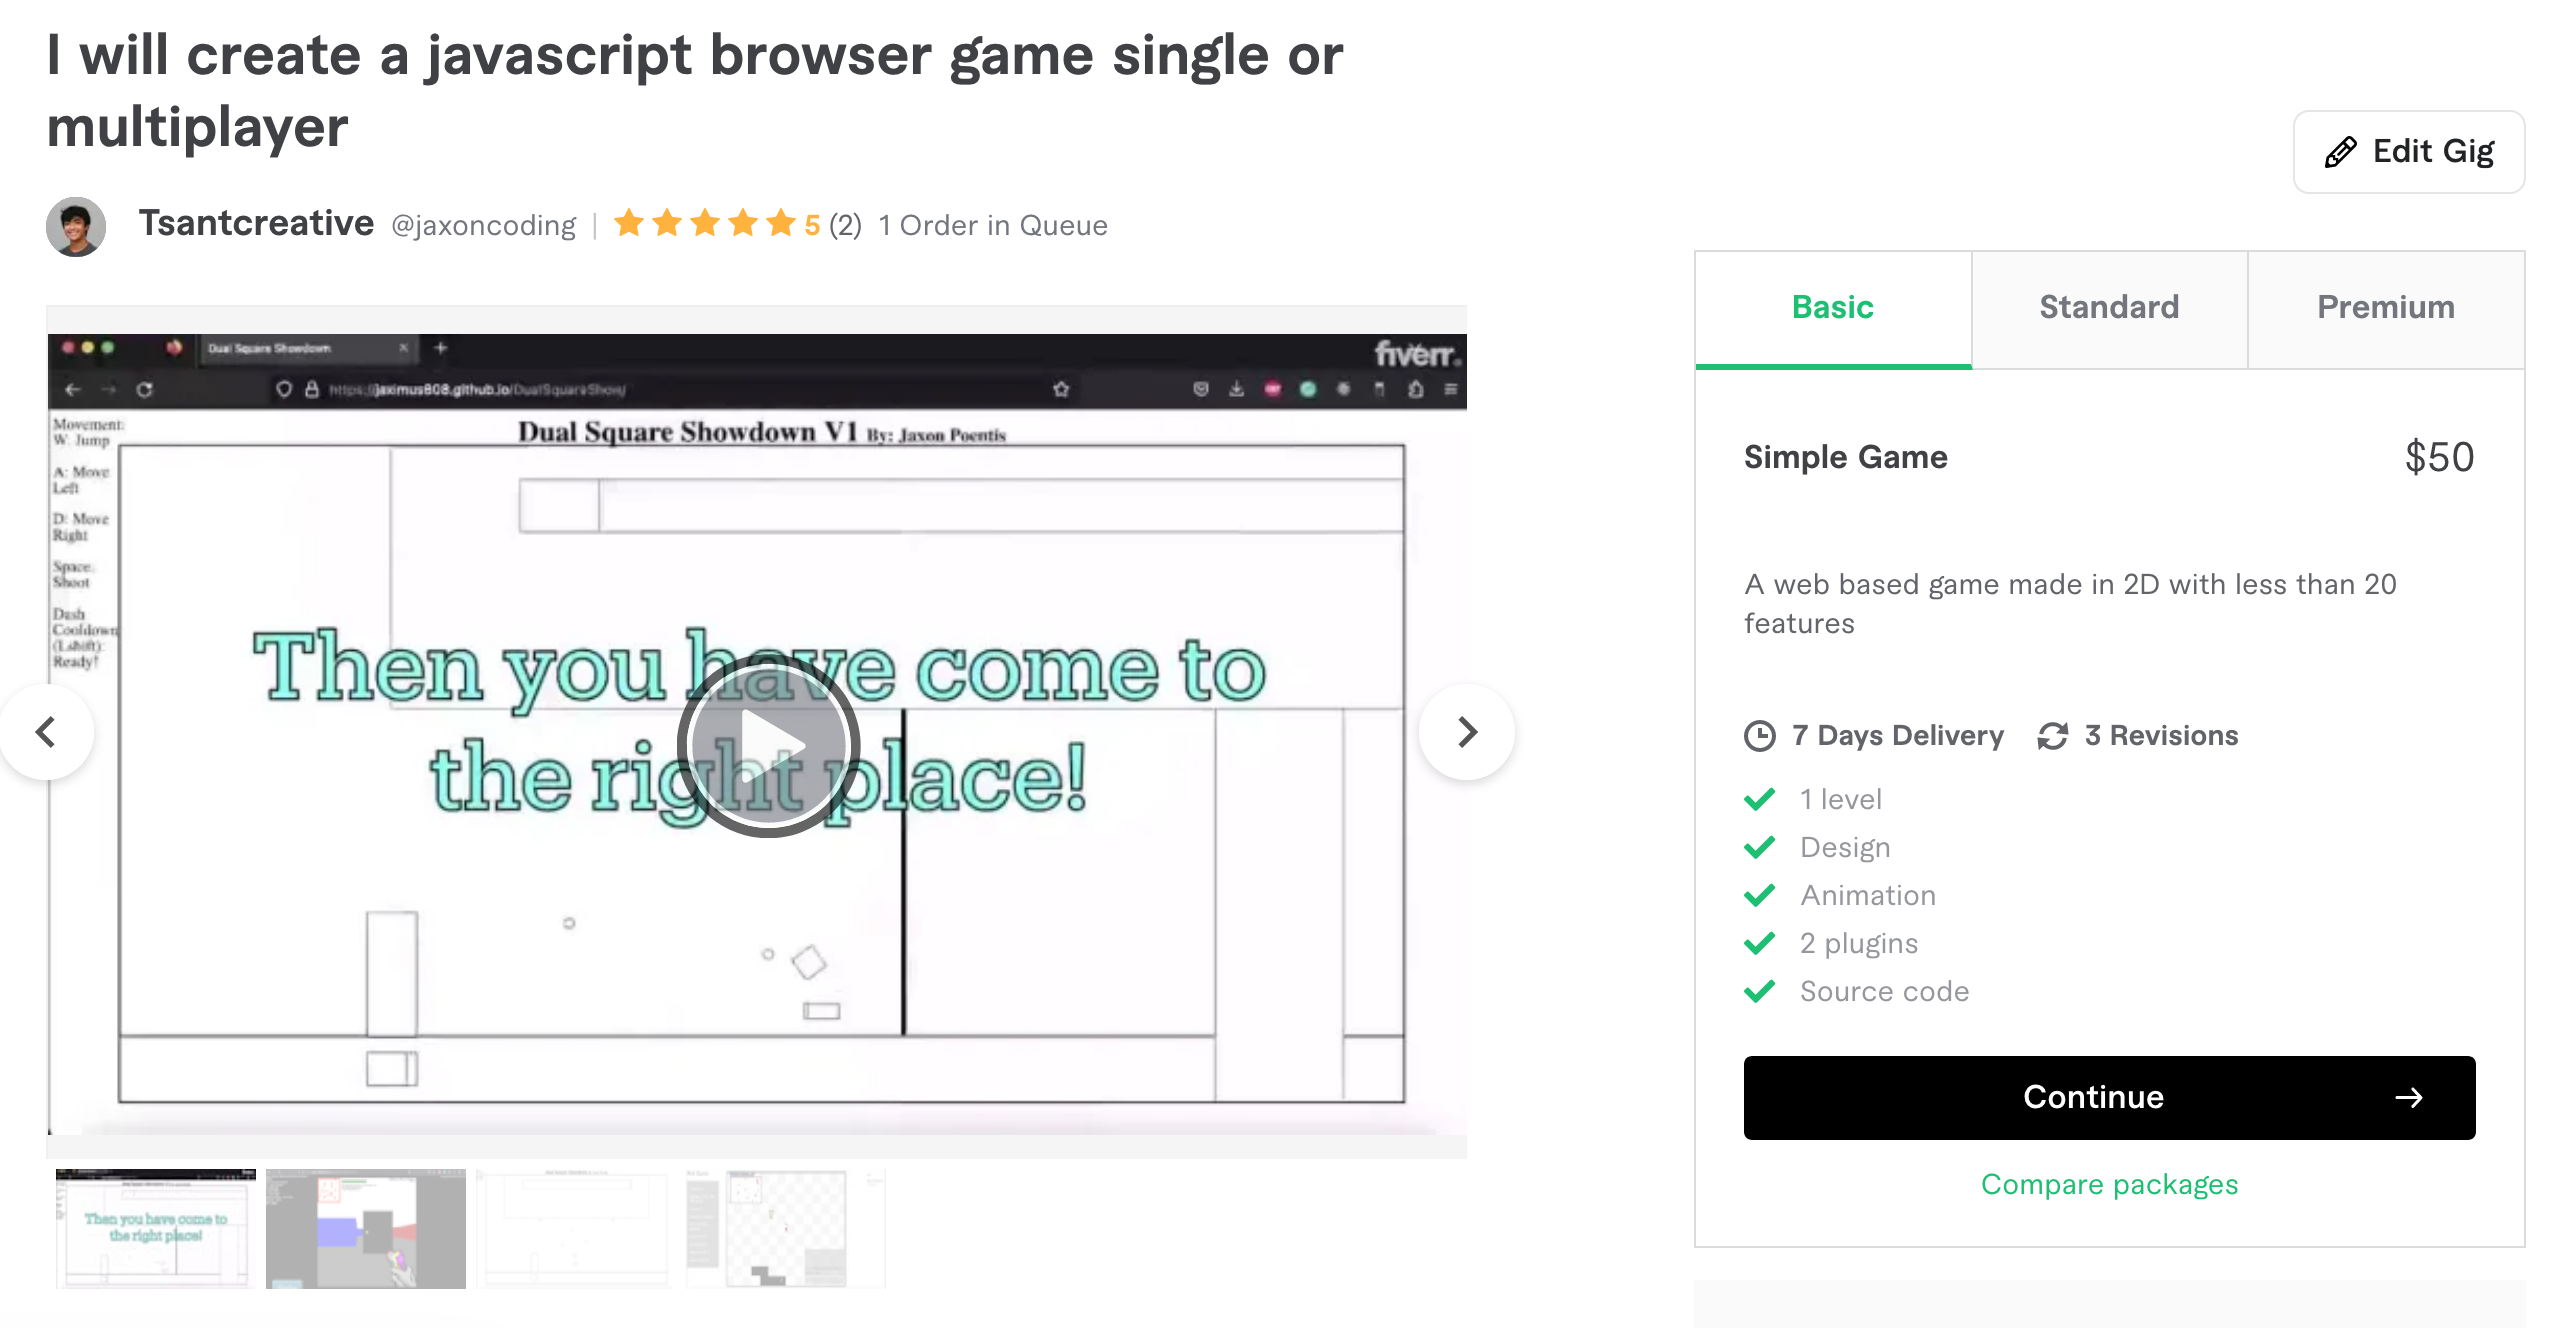 I will create a javascript browser game single or
multiplayer
Edit Gig
Tsantcreative @jaxoncoding | 5 (2) 1 Order in Queue
Basic
Standard
Premium
Dual Square Showdown
fiverr.
https://jaximus808.github.io/DualSquareShow/
Dual Square Showdown V1 By: Jaxon Poentis
Movement:
W: Jump
A: Move
Left
D: Move
Right
Space:
Shoot
Dash
Cooldown
(Lshift):
Ready!
Then you have come to
the right place!
Simple Game
$50
A web based game made in 2D with less than 20
features
7 Days Delivery
3 Revisions
1 level
Design
Animation
2 plugins
Source code
Continue
Compare packages
Then you have come to
the right place!